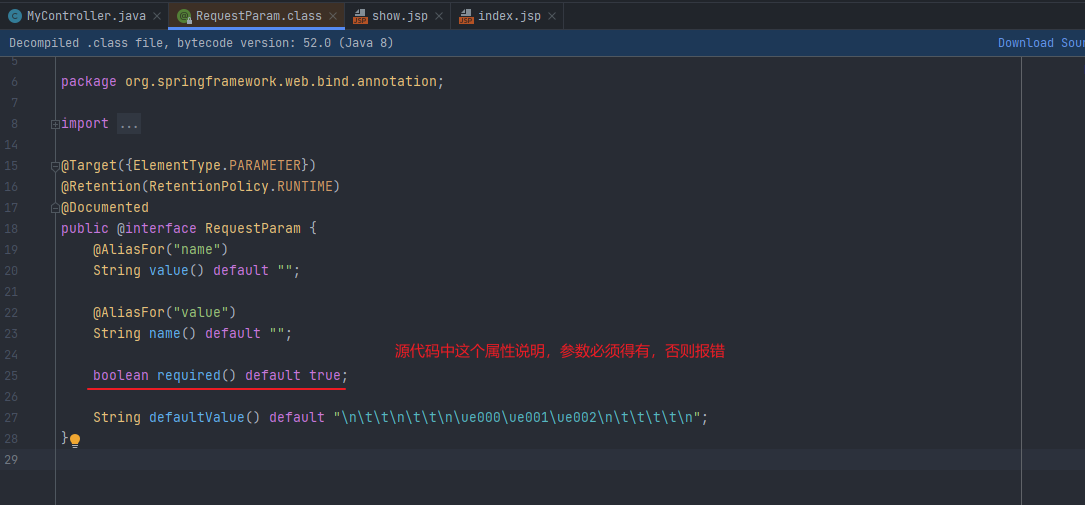 MyController.java × RequestParam.class × show.jsp × index.jsp ×
Decompiled .class file, bytecode version: 52.0 (Java 8) Download Sour
5
6 package org.springframework.web.bind.annotation;
7
8 import ...
14
15 @Target({ElementType.PARAMETER})
16 @Retention(RetentionPolicy.RUNTIME)
17 @Documented
18 public @interface RequestParam {
19 @AliasFor("name")
20 String value() default "";
21
22 @AliasFor("value")
23 String name() default "";
24
源代码中这个属性说明，参数必须得有，否则报错
25 boolean required() default true;
26
27 String defaultValue() default "\n\t\t\n\t\t\n\ue000\ue001\ue002\n\t\t\t\t\n";
28 }
29